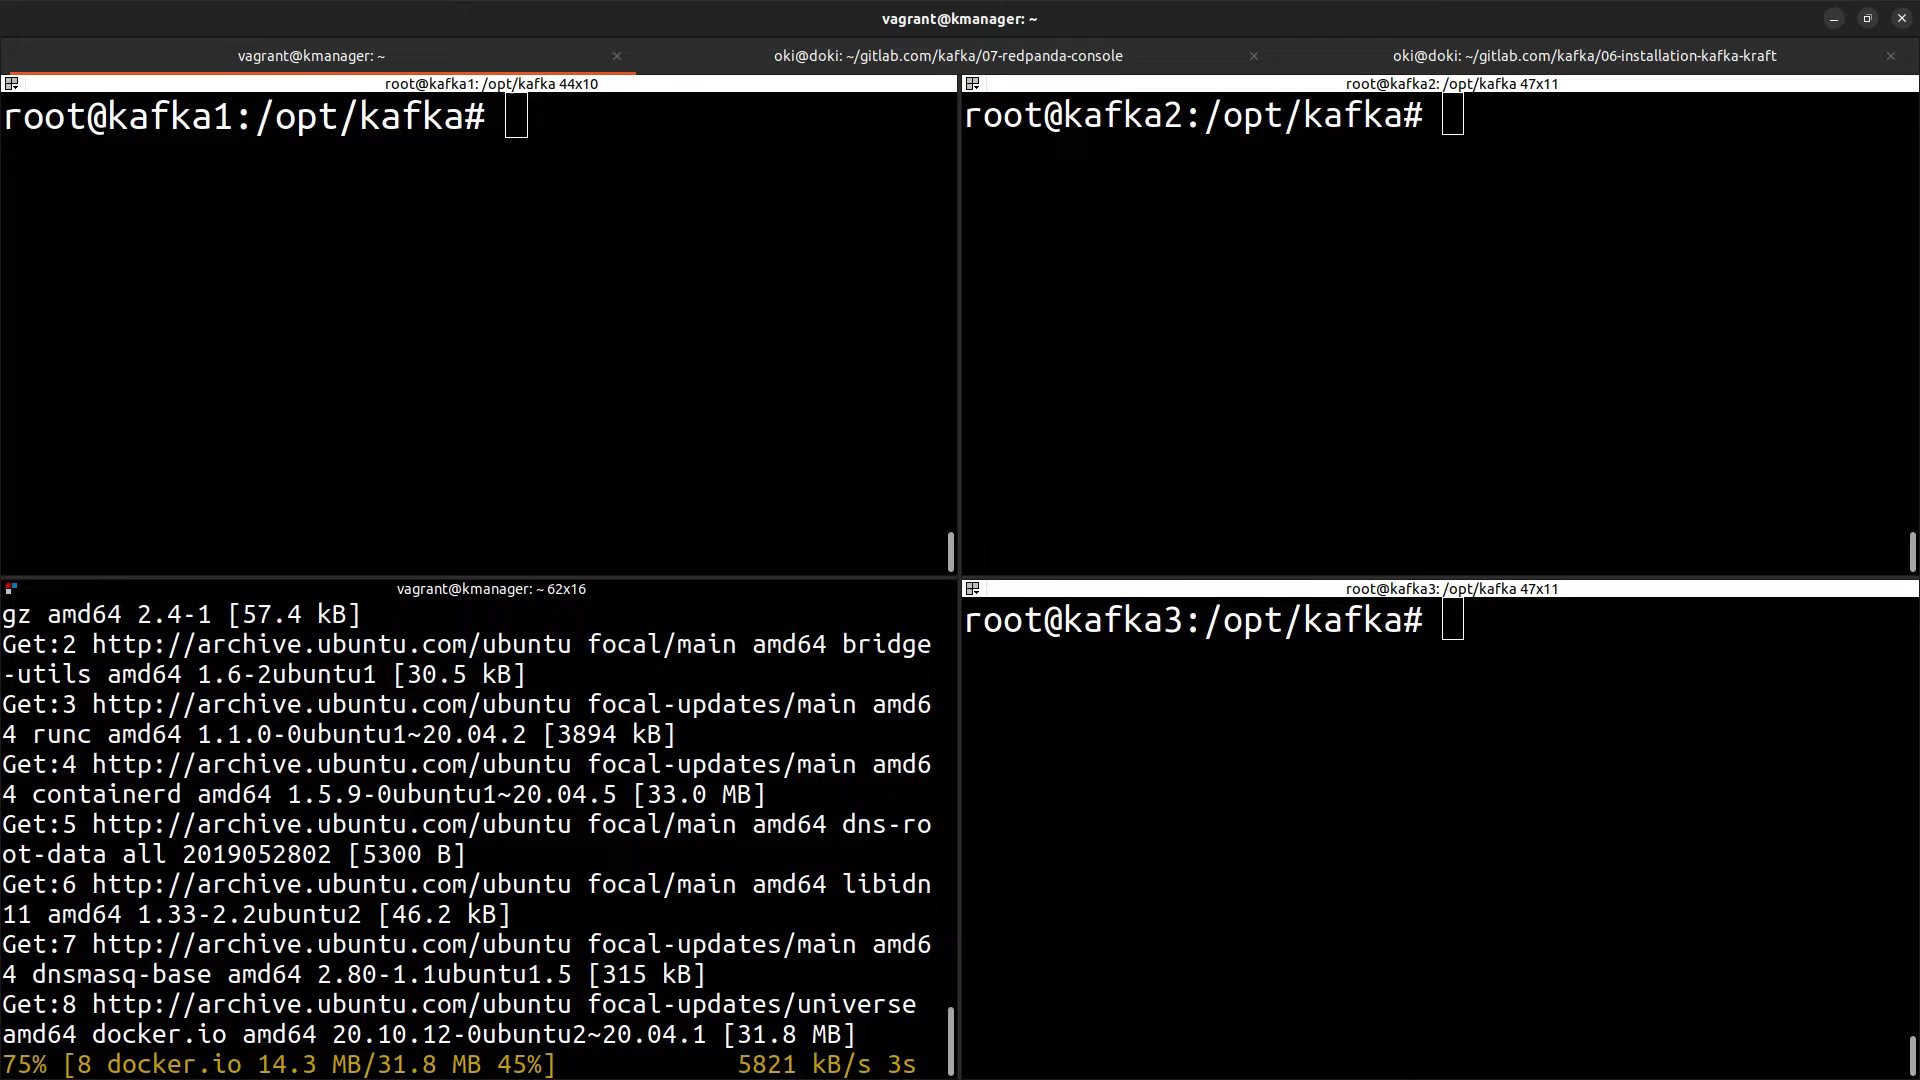 vagrant@kmanager: ~
vagrant@kmanager: ~
oki@doki: ~/gitlab.com/kafka/07-redpanda-console
oki@doki: ~/gitlab.com/kafka/06-installation-kafka-kraft
root@kafka1: /opt/kafka 44x10
root@kafka1:/opt/kafka#
root@kafka2: /opt/kafka 47x11
root@kafka2:/opt/kafka#
vagrant@kmanager: ~ 62x16
gz amd64 2.4-1 [57.4 kB]
Get:2 http://archive.ubuntu.com/ubuntu focal/main amd64 bridge
-utils amd64 1.6-2ubuntu1 [30.5 kB]
Get:3 http://archive.ubuntu.com/ubuntu focal-updates/main amd6
4 runc amd64 1.1.0-0ubuntu1~20.04.2 [3894 kB]
Get:4 http://archive.ubuntu.com/ubuntu focal-updates/main amd6
4 containerd amd64 1.5.9-0ubuntu1~20.04.5 [33.0 MB]
Get:5 http://archive.ubuntu.com/ubuntu focal/main amd64 dns-ro
ot-data all 2019052802 [5300 B]
Get:6 http://archive.ubuntu.com/ubuntu focal/main amd64 libidn
11 amd64 1.33-2.2ubuntu2 [46.2 kB]
Get:7 http://archive.ubuntu.com/ubuntu focal-updates/main amd6
4 dnsmasq-base amd64 2.80-1.1ubuntu1.5 [315 kB]
Get:8 http://archive.ubuntu.com/ubuntu focal-updates/universe
amd64 docker.io amd64 20.10.12-0ubuntu2~20.04.1 [31.8 MB]
75% [8 docker.io 14.3 MB/31.8 MB 45%] 5821 kB/s 3s
root@kafka3: /opt/kafka 47x11
root@kafka3:/opt/kafka#